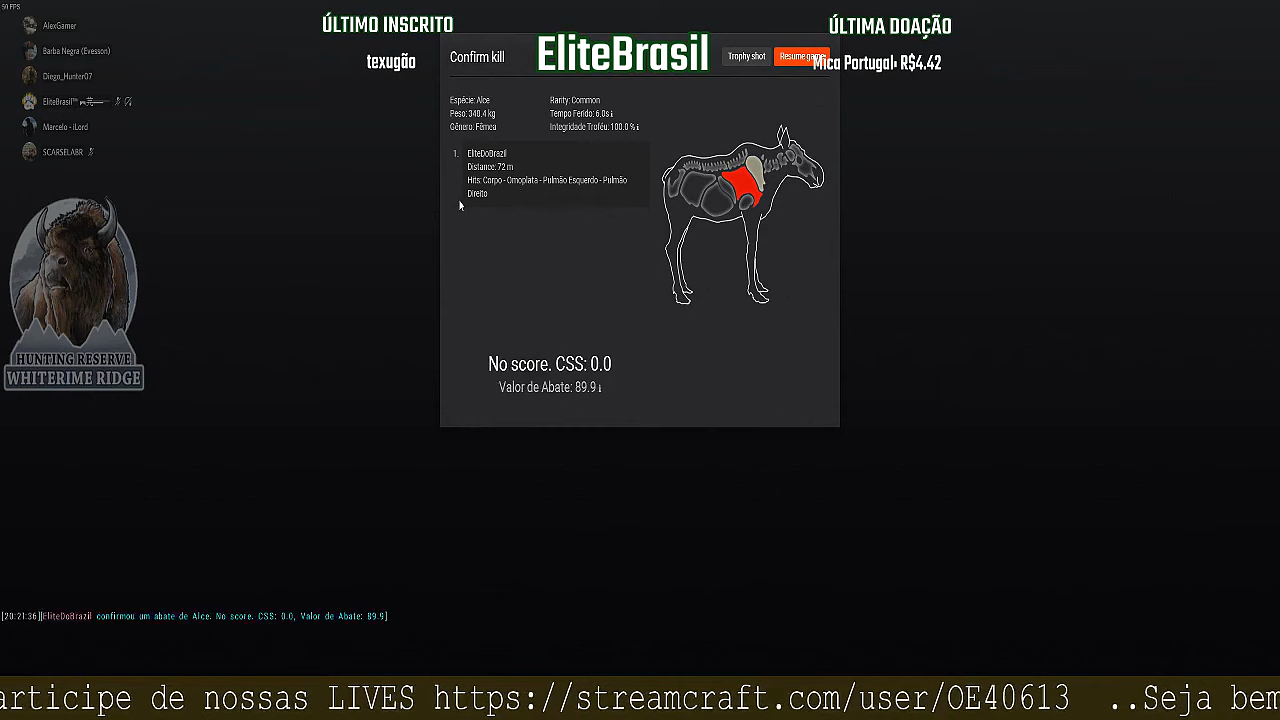 59 FPS
AlexGamer
Barba Negra (Evesson)
Diego_Hunter07
EliteBrasil™
Marcelo - iLord
SCARSELABR
ÚLTIMO INSCRITO
texugão
EliteBrasil
ÚLTIMA DOAÇÃO
Mica Portugal: R$4.42
Confirm kill
Trophy shot
Resume game
Espécie: Alce
Peso: 340.4 kg
Gênero: Fêmea
Rarity: Common
Tempo Ferido: 6.0s i
Integridade Troféu: 100.0 % i
1. EliteDoBrazil
Distance: 72 m
Hits: Corpo - Omoplata - Pulmão Esquerdo - Pulmão
Direito
No score. CSS: 0.0
Valor de Abate: 89.9 i
HUNTING RESERVE
WHITERIME RIDGE
[20:21:36][EliteDoBrazil confirmou um abate de Alce. No score. CSS: 0.0, Valor de Abate: 89.9]
articipe de nossas LIVES https://streamcraft.com/user/OE40613 ..Seja bem